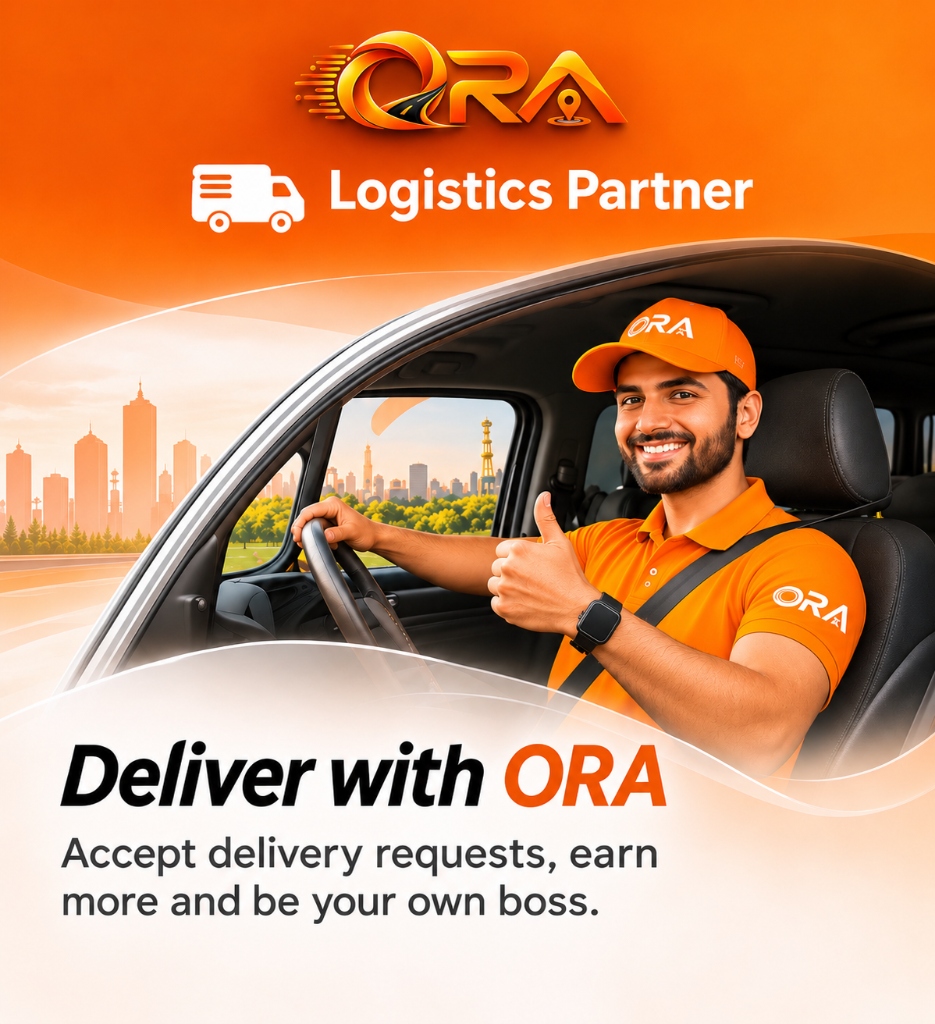 ORA
Logistics Partner
ORA
ORA
Deliver with ORA
Accept delivery requests, earn
more and be your own boss.